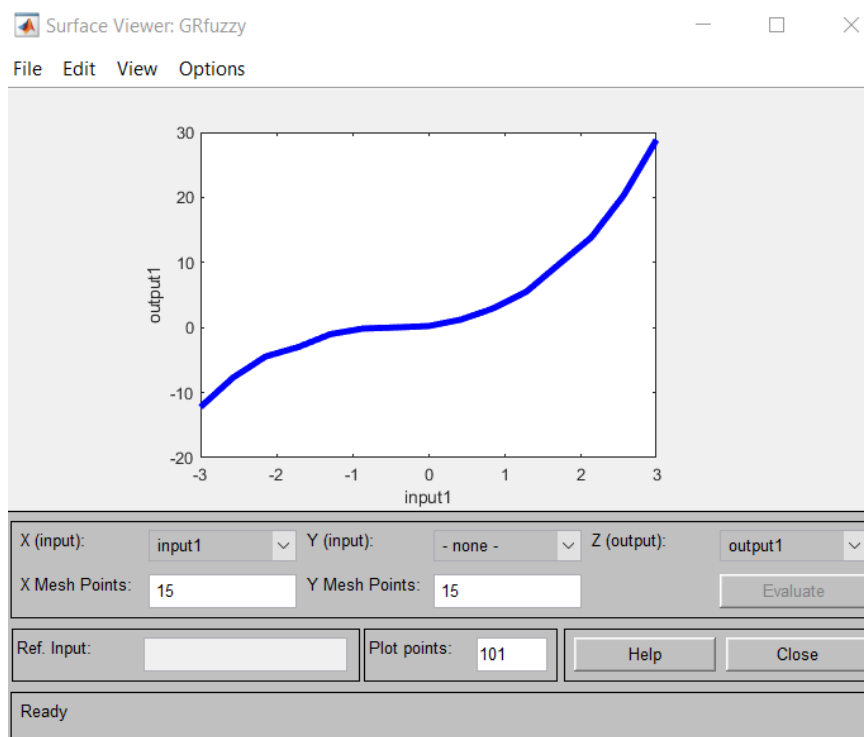 Surface Viewer: GRfuzzy
File Edit View Options
30
20
10
0
-10
-20
output1
-3 -2 -1 0 1 2 3
input1
X (input): input1 Y (input): - none - Z (output): output1
X Mesh Points: 15 Y Mesh Points: 15 Evaluate
Ref. Input: Plot points: 101 Help Close
Ready